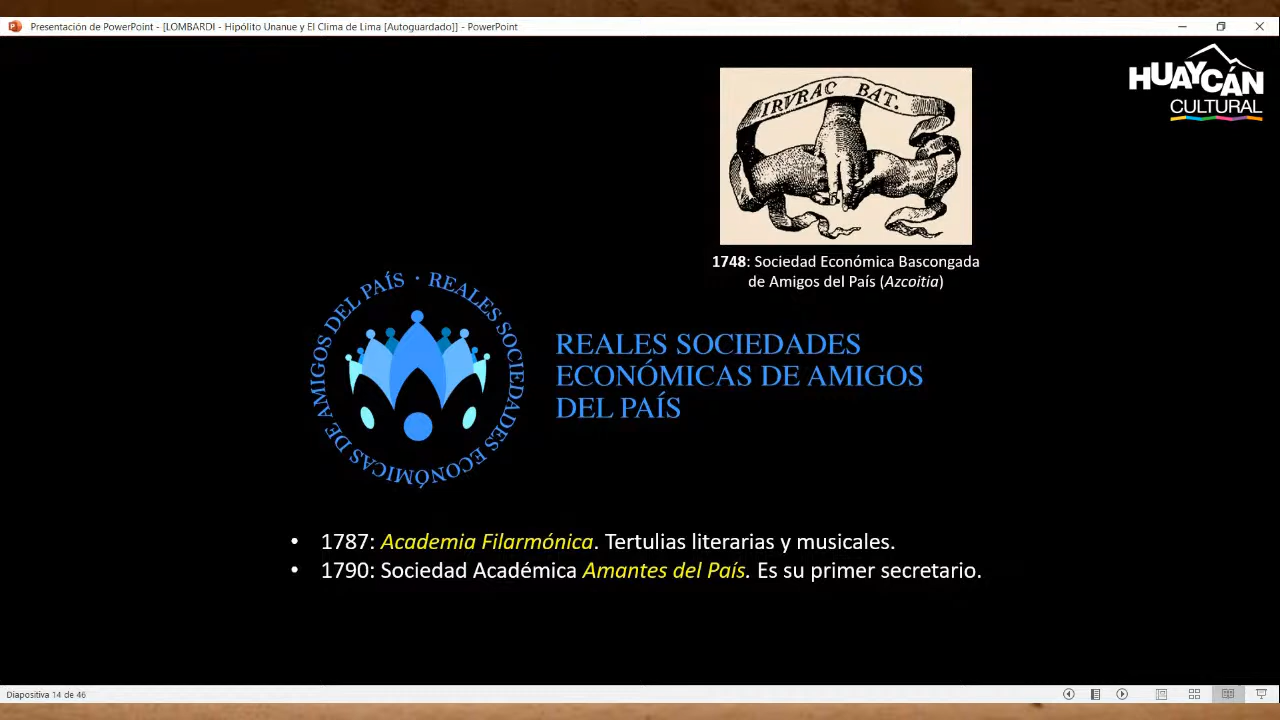 Presentación de PowerPoint - [LOMBARDI - Hipólito Unanue y El Clima de Lima [Autoguardado]] - PowerPoint
HUAYCÁN
CULTURAL
IRVRAC BAT.
1748: Sociedad Económica Bascongada
de Amigos del País (Azcoitia)
REALES SOCIEDADES ECONÓMICAS DE AMIGOS DEL PAÍS ·
REALES SOCIEDADES
ECONÓMICAS DE AMIGOS
DEL PAÍS
• 1787: Academia Filarmónica. Tertulias literarias y musicales.
• 1790: Sociedad Académica Amantes del País. Es su primer secretario.
Diapositiva 14 de 46